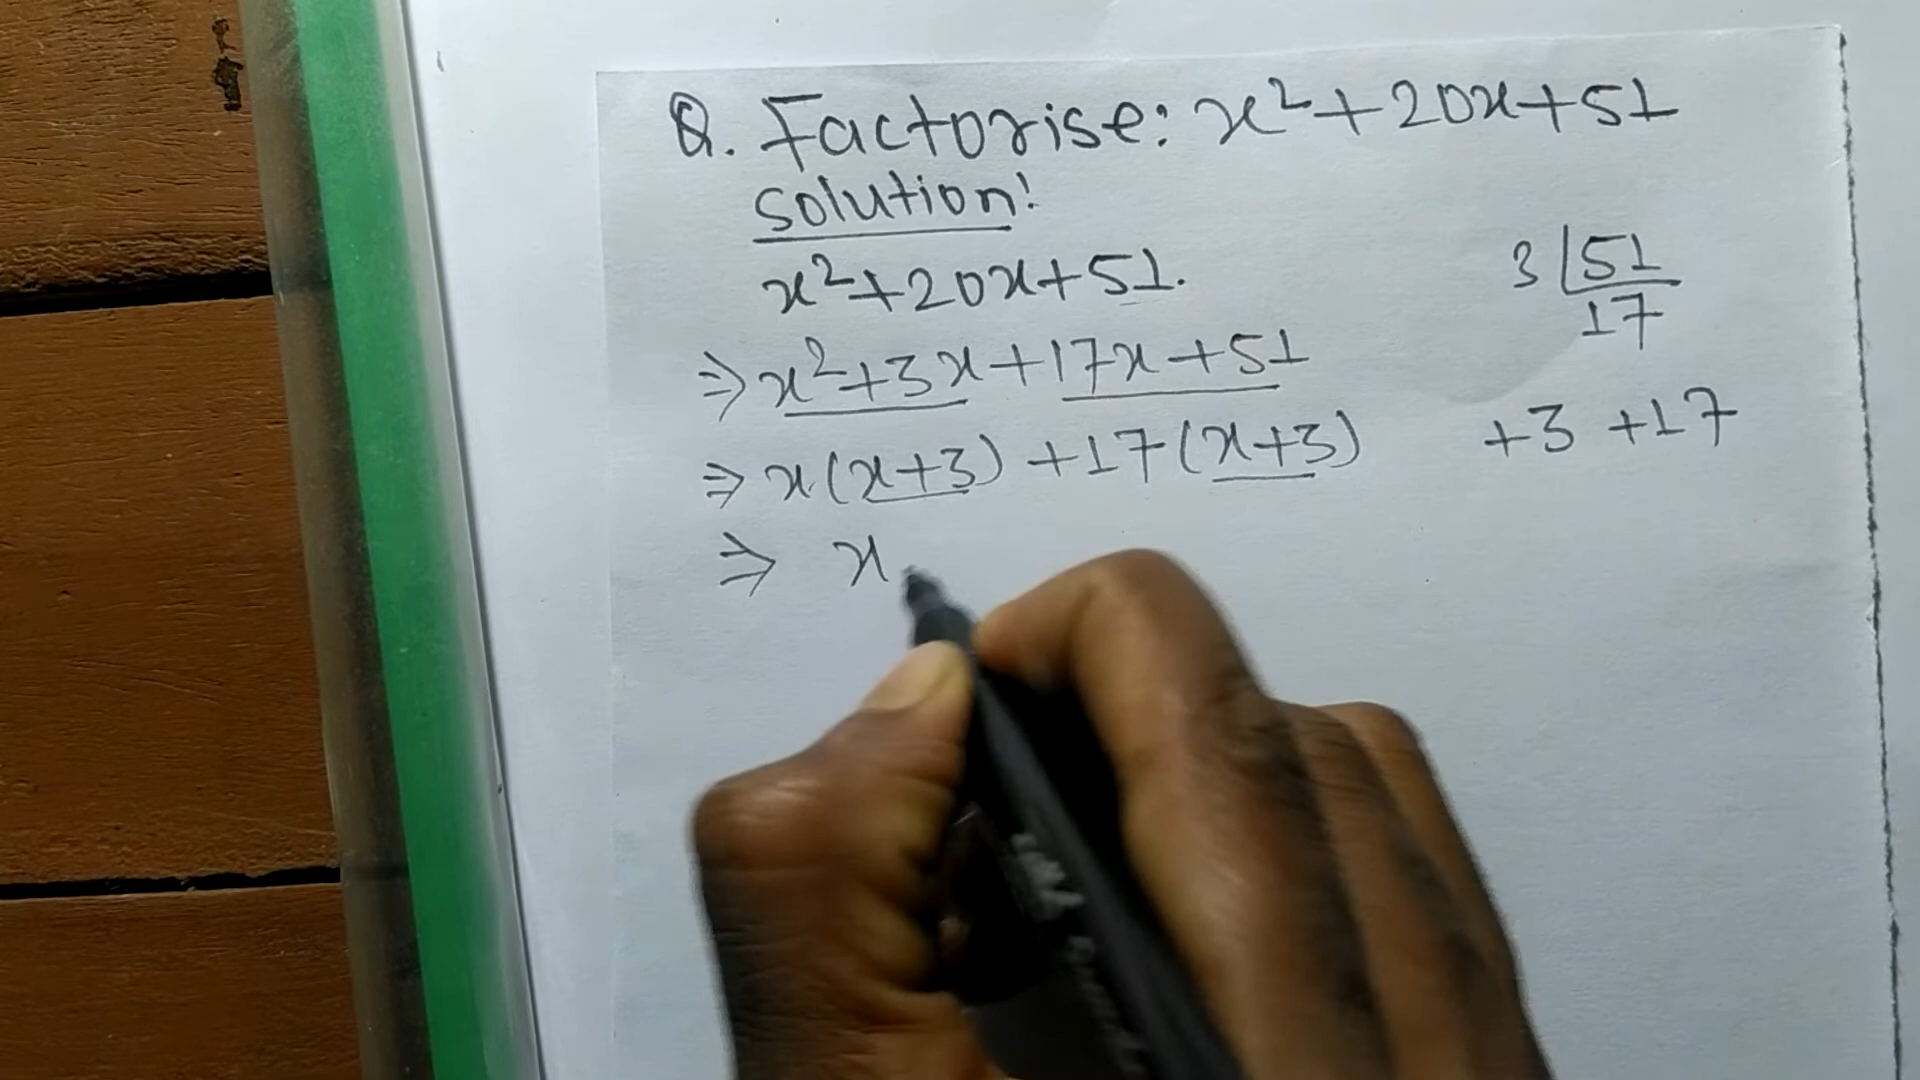 Q. Factorise: x²+20x+51
Solution:
x²+20x+51.
3 |51
17
⇒ x²+3x+17x+51
⇒ x(x+3)+17(x+3)
+3 +17
⇒ x